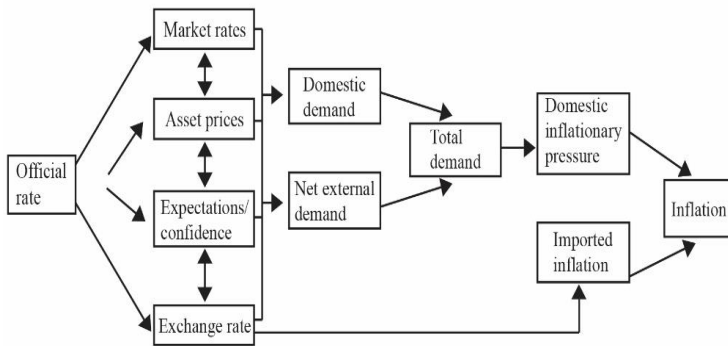 Market rates
Asset prices
Official
rate
Expectations/
confidence
Exchange rate
Domestic
demand
Net external
demand
Total
demand
Domestic
inflationary
pressure
Imported
inflation
Inflation